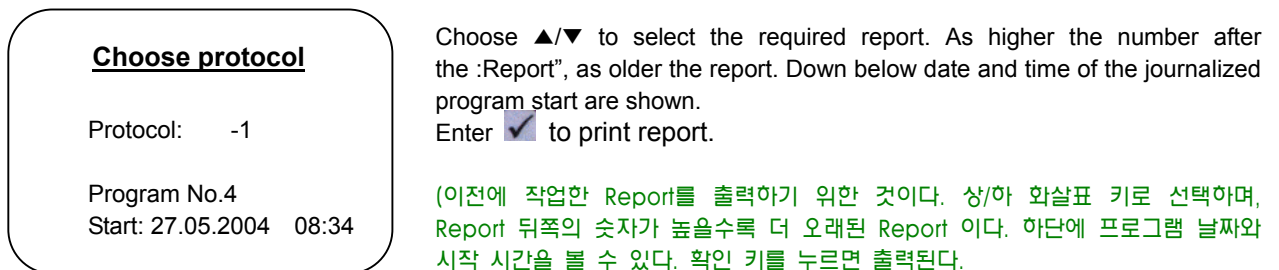 Choose protocol
Protocol: -1
Program No.4
Start: 27.05.2004 08:34
Choose ▲/▼ to select the required report. As higher the number after
the :Report”, as older the report. Down below date and time of the journalized
program start are shown.
Enter ✓ to print report.
(이전에 작업한 Report를 출력하기 위한 것이다. 상/하 화살표 키로 선택하며,
Report 뒤쪽의 숫자가 높을수록 더 오래된 Report 이다. 하단에 프로그램 날짜와
시작 시간을 볼 수 있다. 확인 키를 누르면 출력된다.